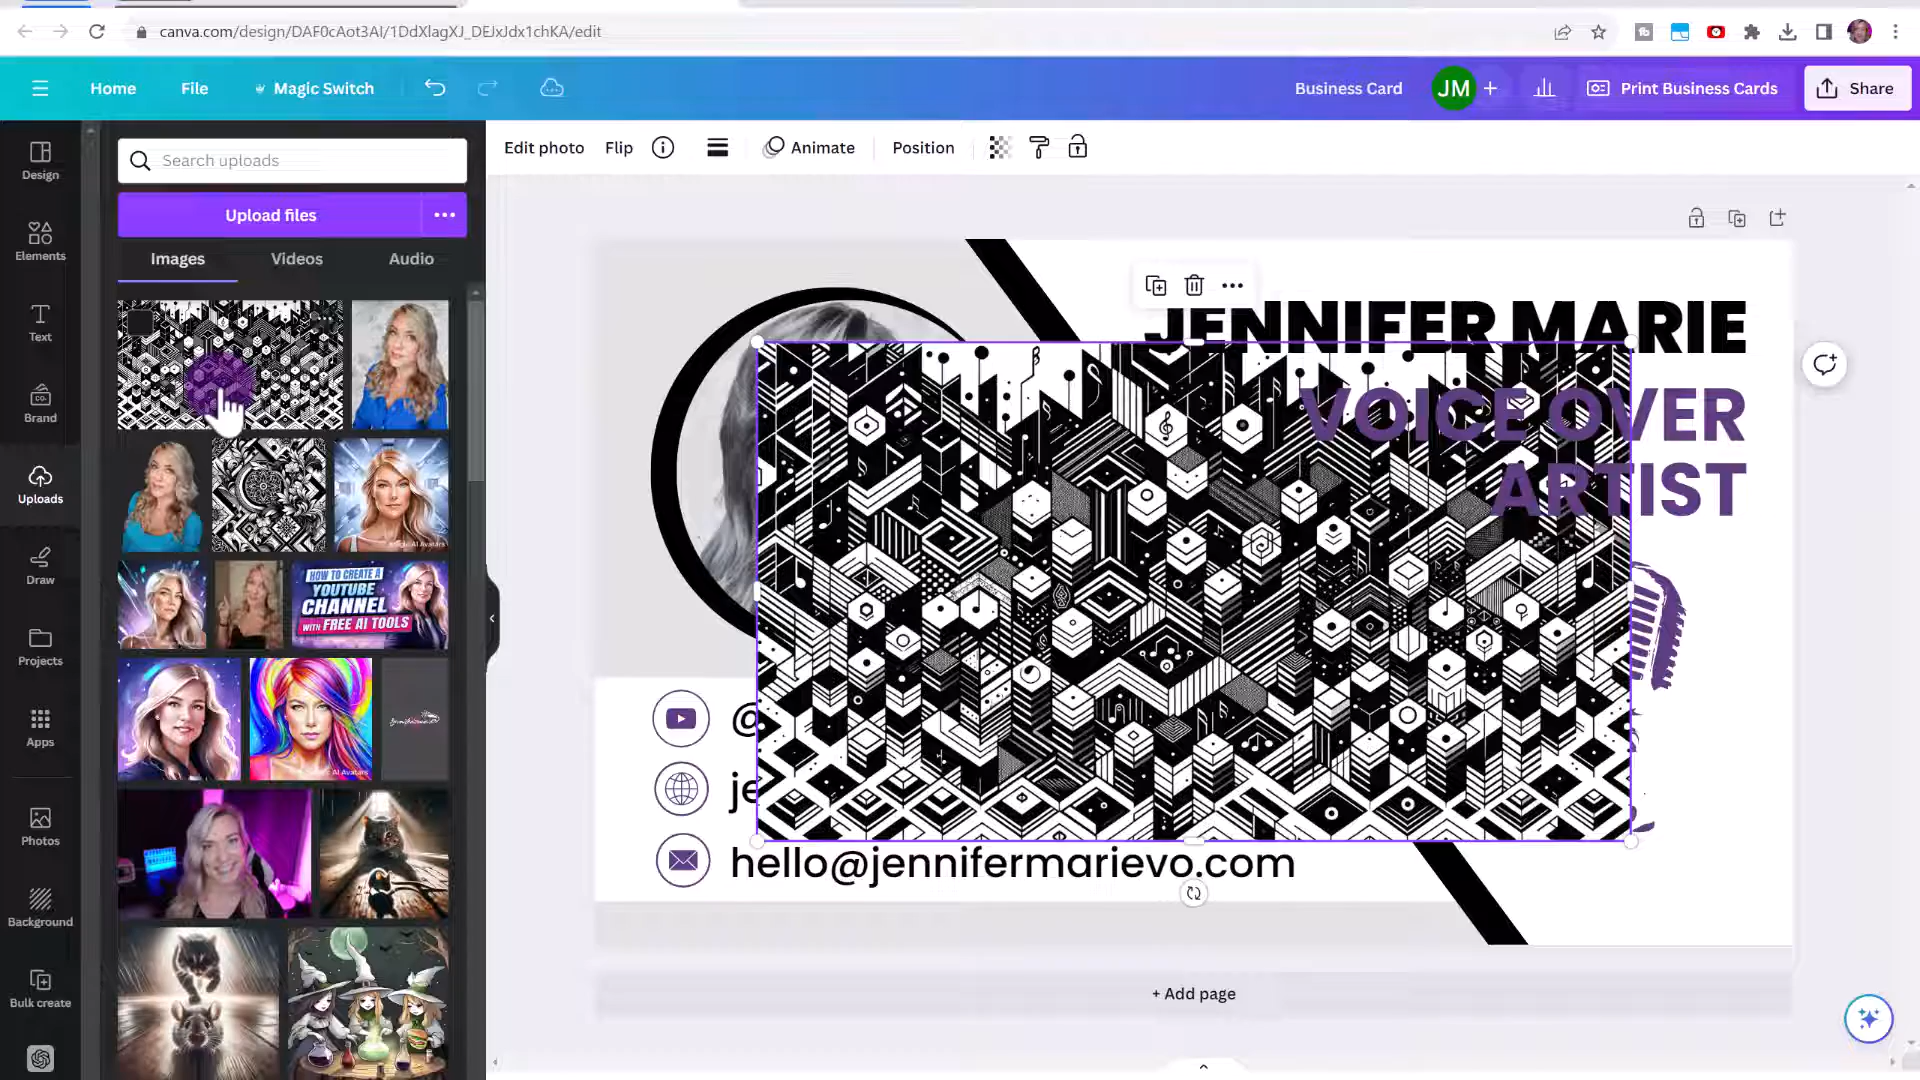 canva.com/design/DAF0cAot3AI/1DdXlagXJ_DEJxJdx1chKA/edit
Home
File
Magic Switch
Business Card
JM
+
Print Business Cards
Share
Design
Elements
Text
Brand
Uploads
Draw
Projects
Apps
Photos
Background
Bulk create
Search uploads
Upload files
Images
Videos
Audio
HOW TO CREATE A
YOUTUBE
CHANNEL
WITH FREE AI TOOLS
Edit photo
Flip
Animate
Position
JENNIFER MARIE
VOICE OVER
ARTIST
@
je
hello@jennifermarievo.com
+ Add page